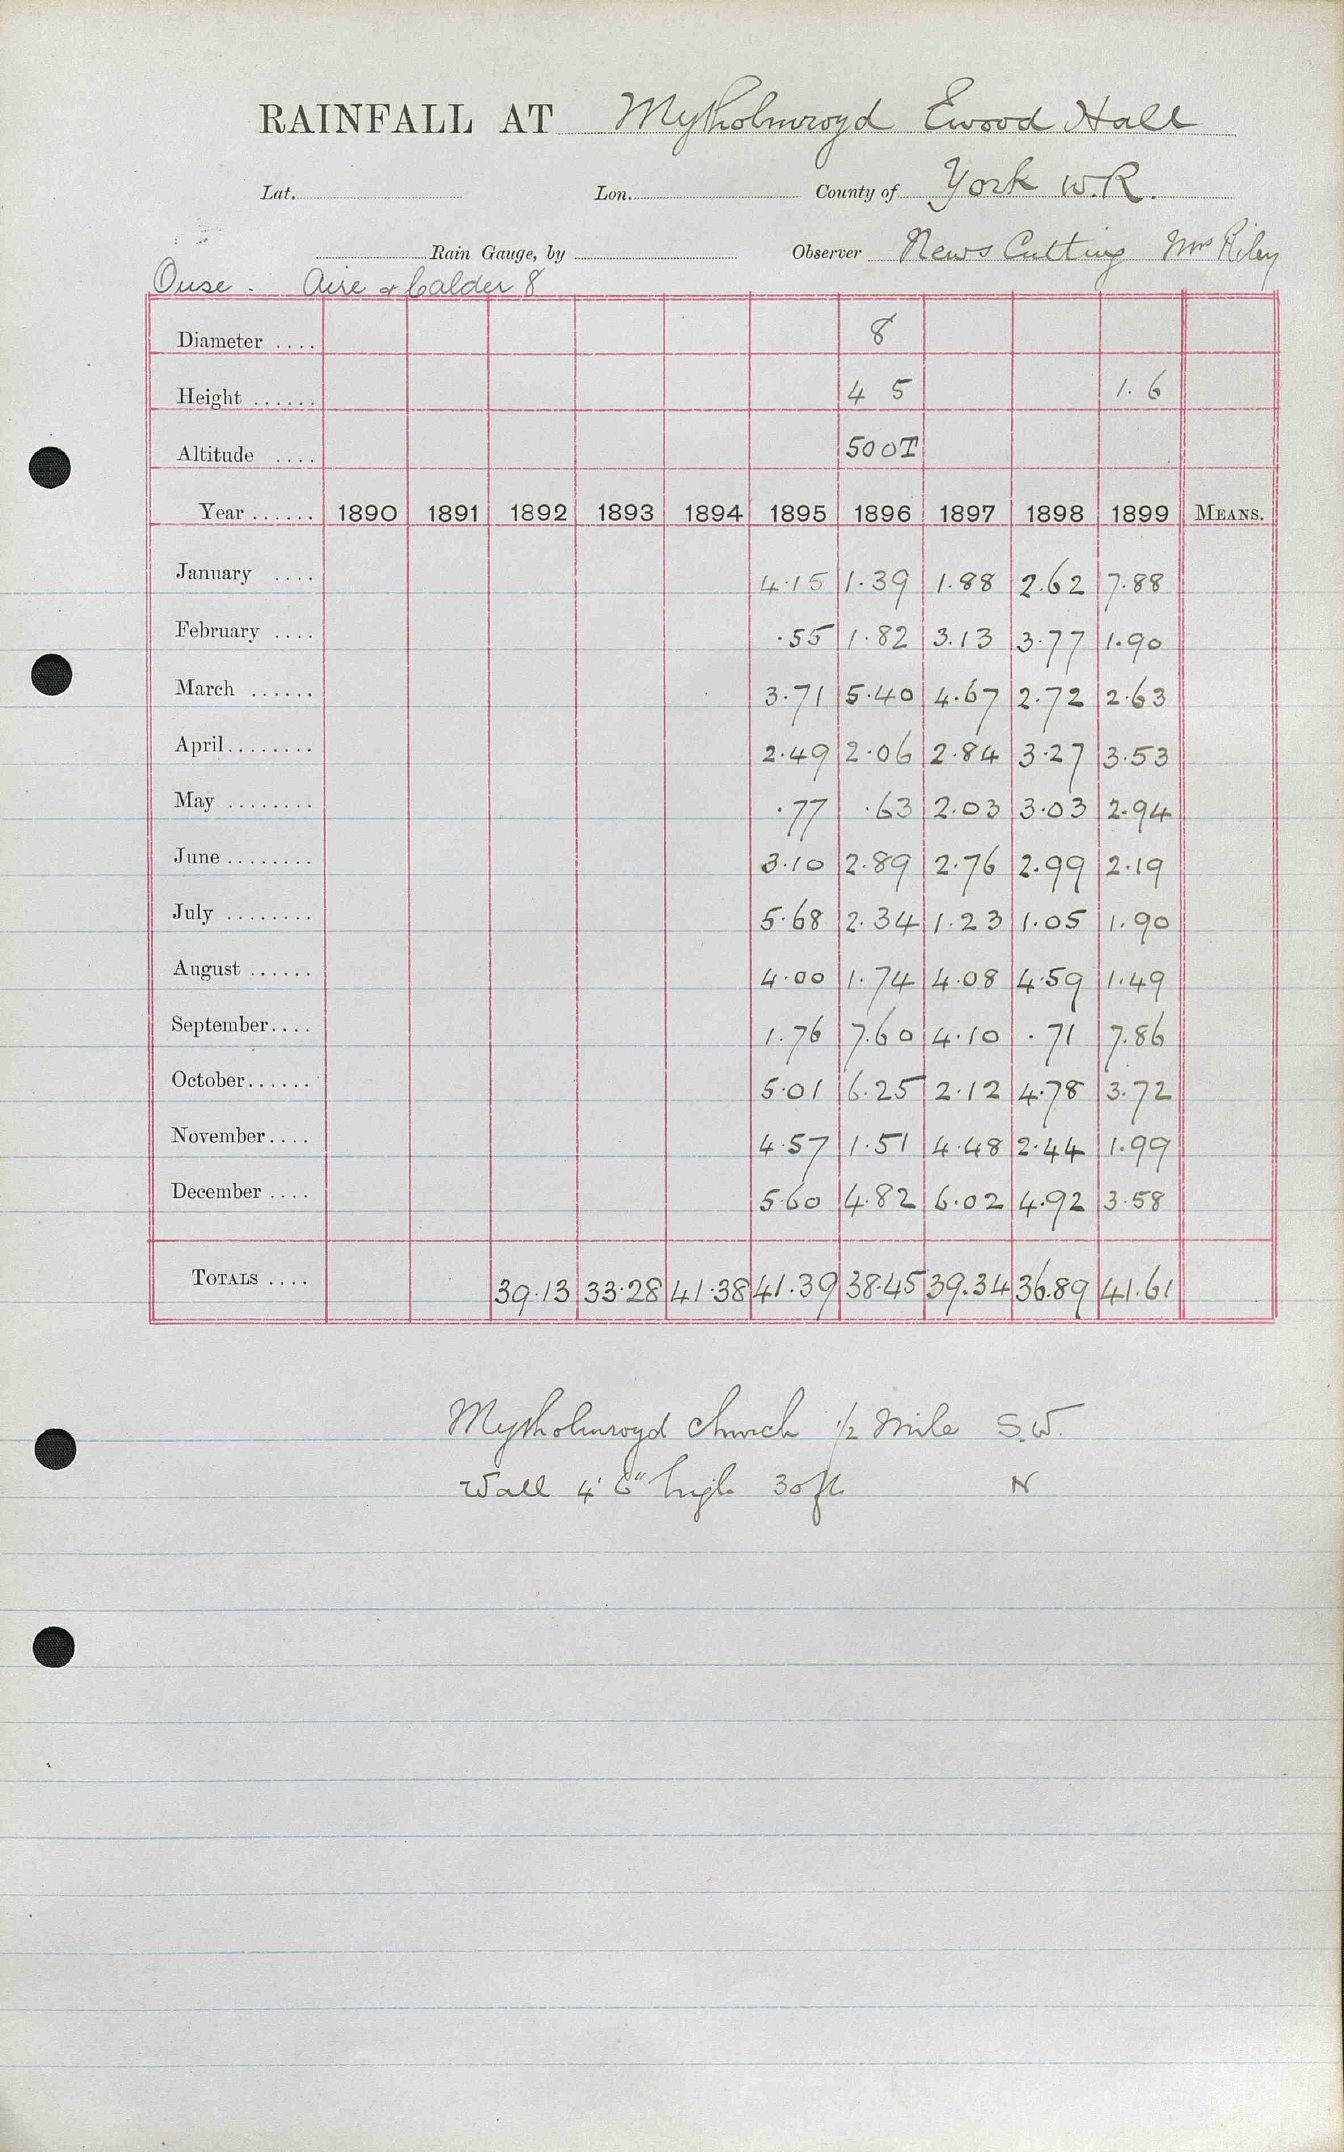 RAINFALL AT Mytholmroyd Ewood Hall
Lat. Lon. County of York W.R.
Rain Gauge, by Observer News Cutting Mrs Riley
Ouse. Aire & Calder 8
Diameter .... 8
Height ...... 4 5 1. 6
Altitude .... 500T
Year ...... 1890 1891 1892 1893 1894 1895 1896 1897 1898 1899 MEANS.
January .... 4.15 1.39 1.88 2.62 7.88
February .... .55 1.82 3.13 3.77 1.90
March ...... 3.71 5.40 4.67 2.72 2.63
April........ 2.49 2.06 2.84 3.27 3.53
May ........ .77 .63 2.03 3.03 2.94
June ........ 3.10 2.89 2.76 2.99 2.19
July ........ 5.68 2.34 1.23 1.05 1.90
August ...... 4.00 1.74 4.08 4.59 1.49
September.... 1.76 7.60 4.10 .71 7.86
October...... 5.01 6.25 2.12 4.78 3.72
November.... 4.57 1.51 4.48 2.44 1.99
December .... 5.60 4.82 6.02 4.92 3.58
TOTALS .... 39.13 33.28 41.38 41.39 38.45 39.34 36.89 41.61
Mytholmroyd church 1/2 mile S.W.
Wall 4' 6" high 30 ft N